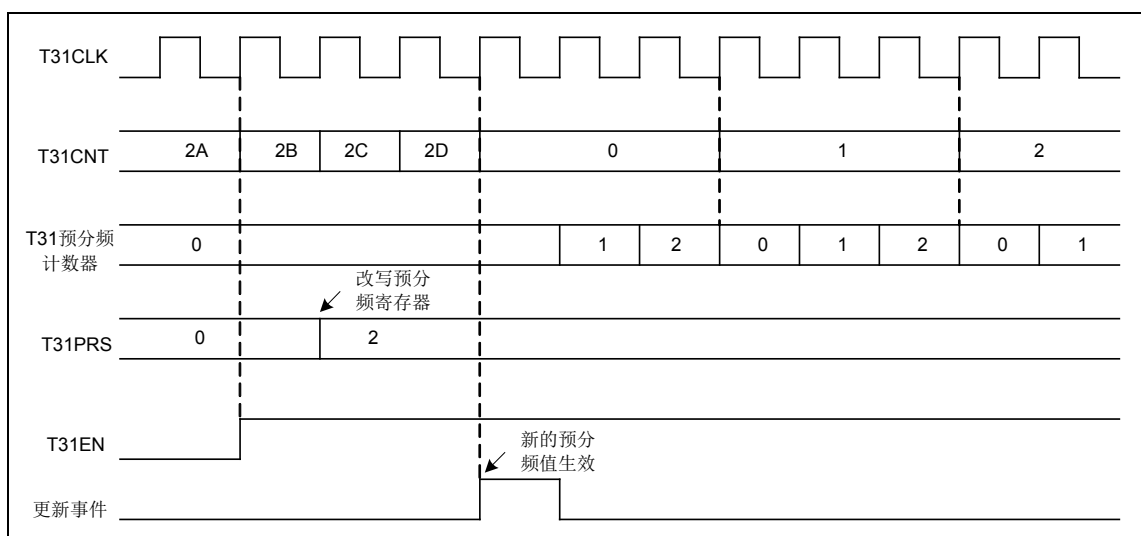 T31CLK
T31CNT 2A 2B 2C 2D 0 1 2
T31预分频
计数器
0 1 2 0 1 2 0 1
改写预分
频寄存器
T31PRS 0 2
T31EN
新的预分
频值生效
更新事件